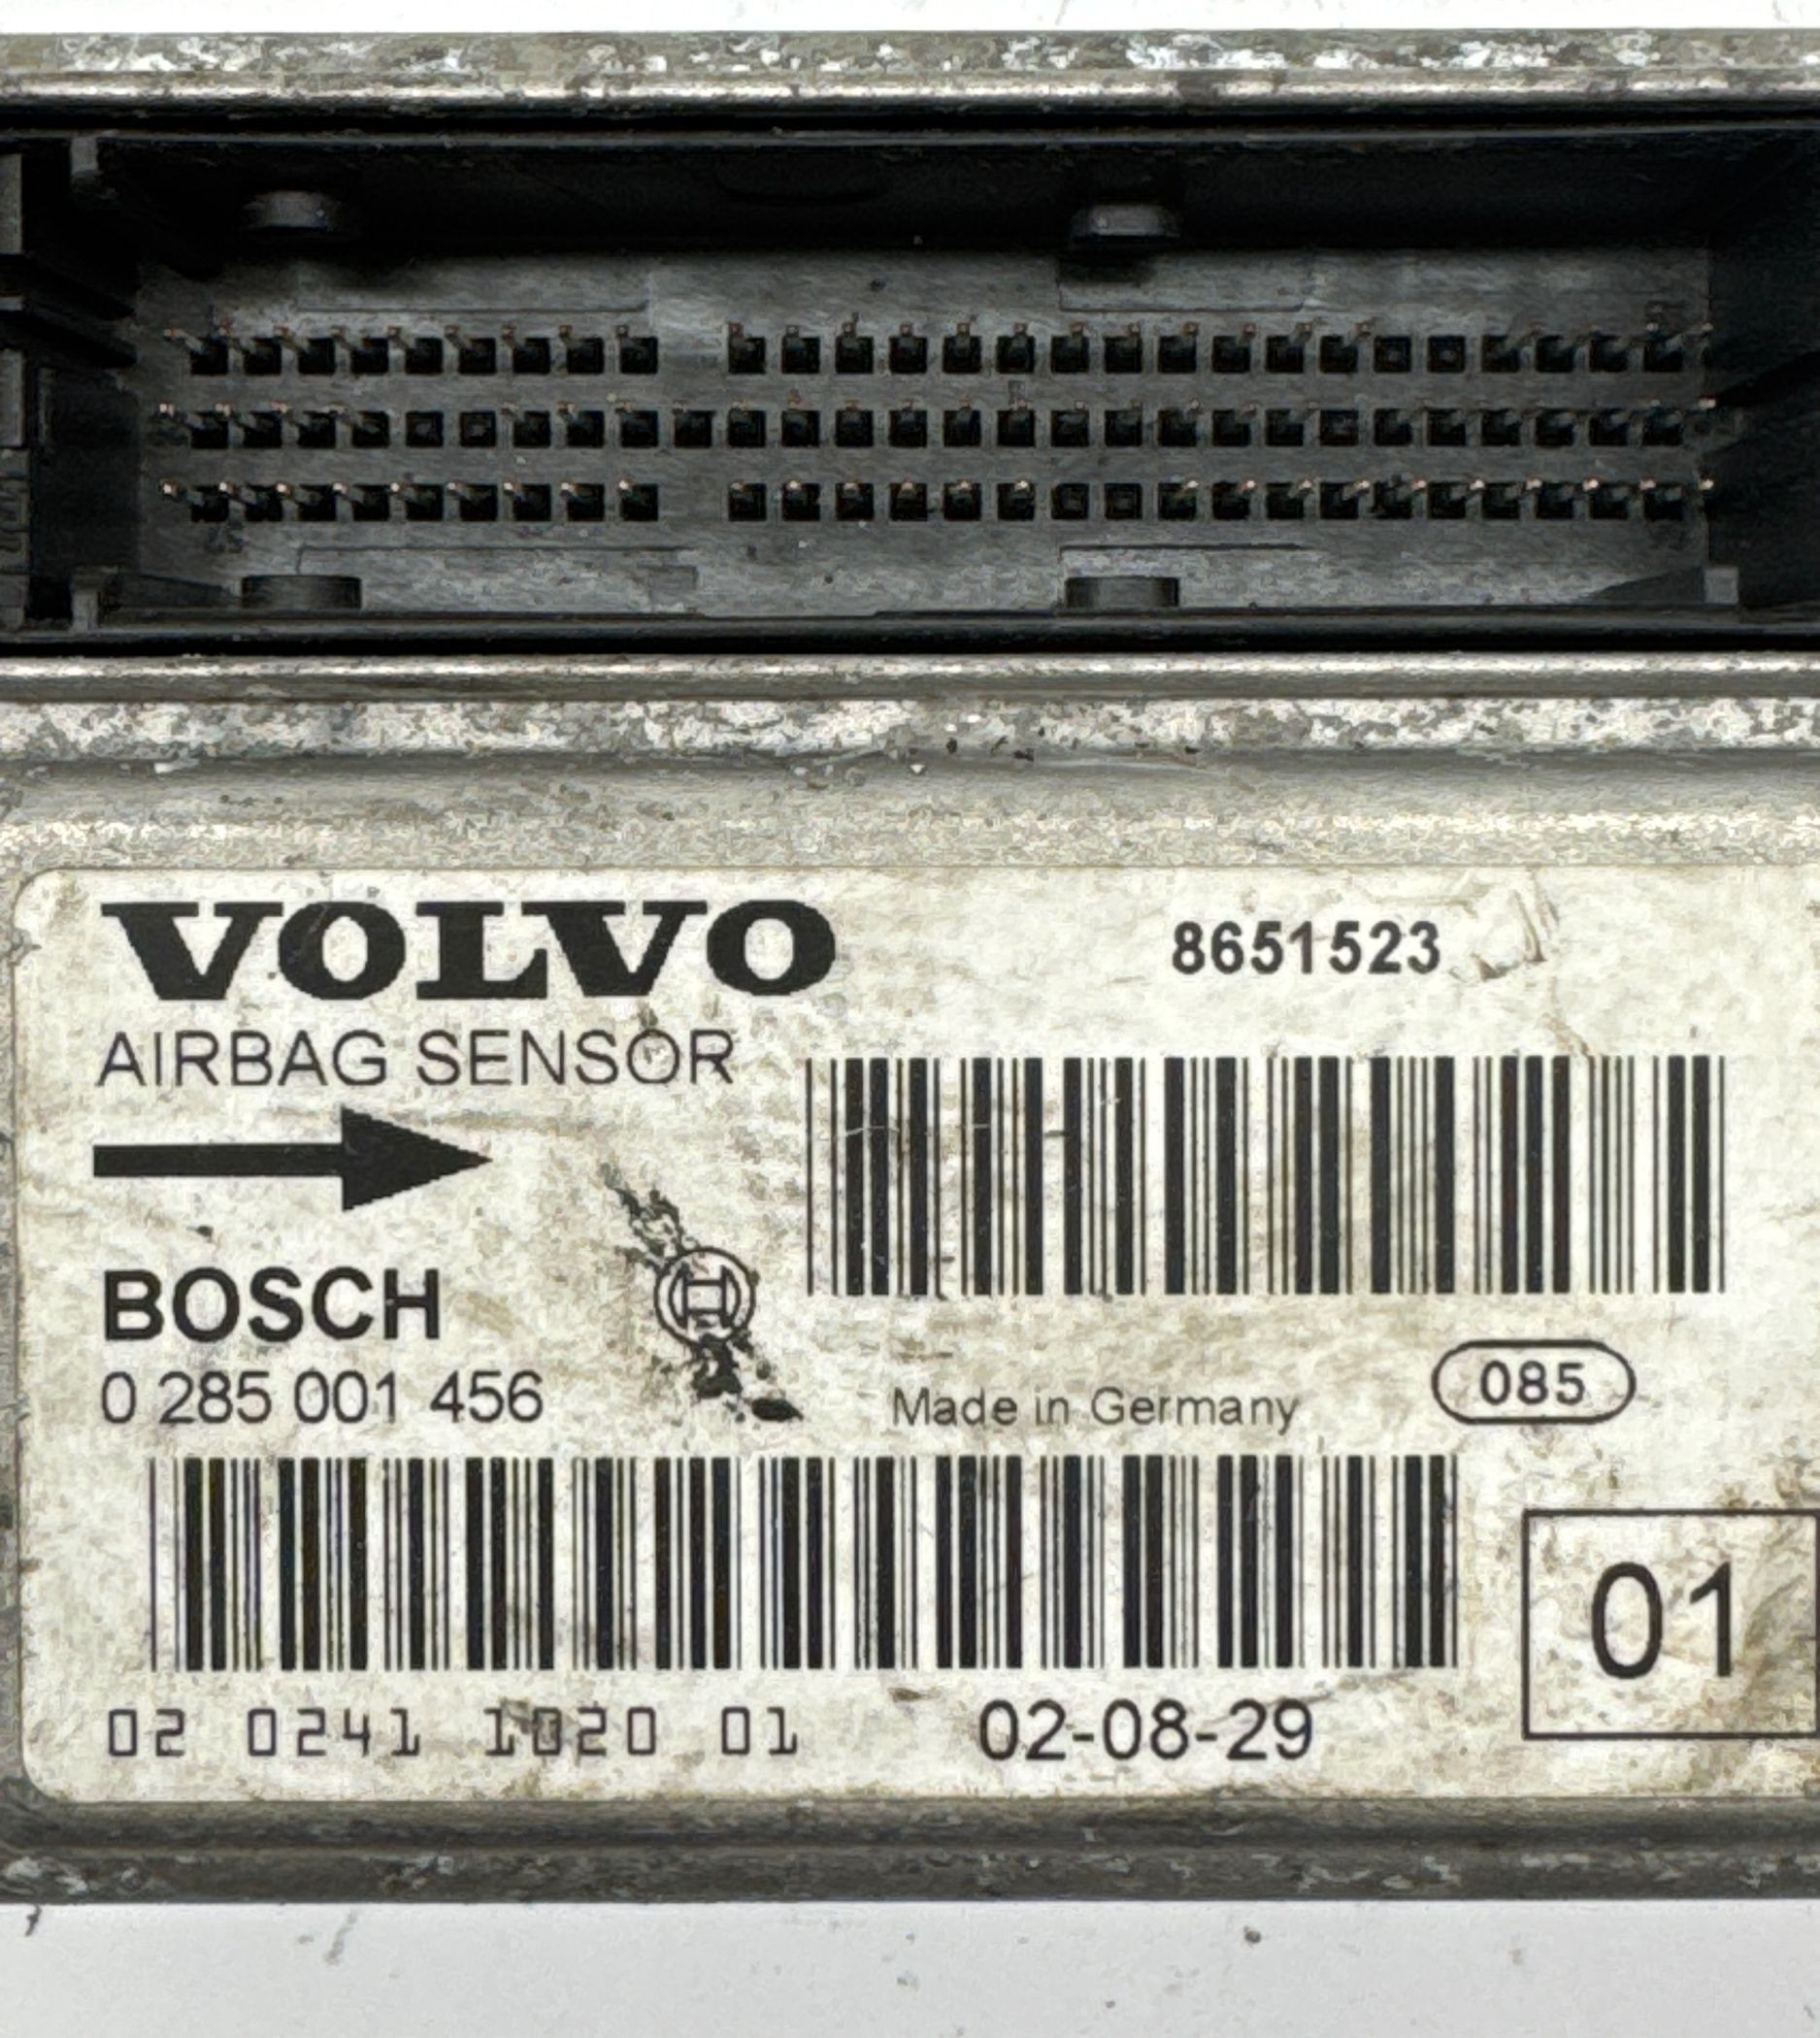 VOLVO
8651523
AIRBAG SENSOR
BOSCH
0 285 001 456
Made in Germany
085
01
02 0241 1020 01
02-08-29